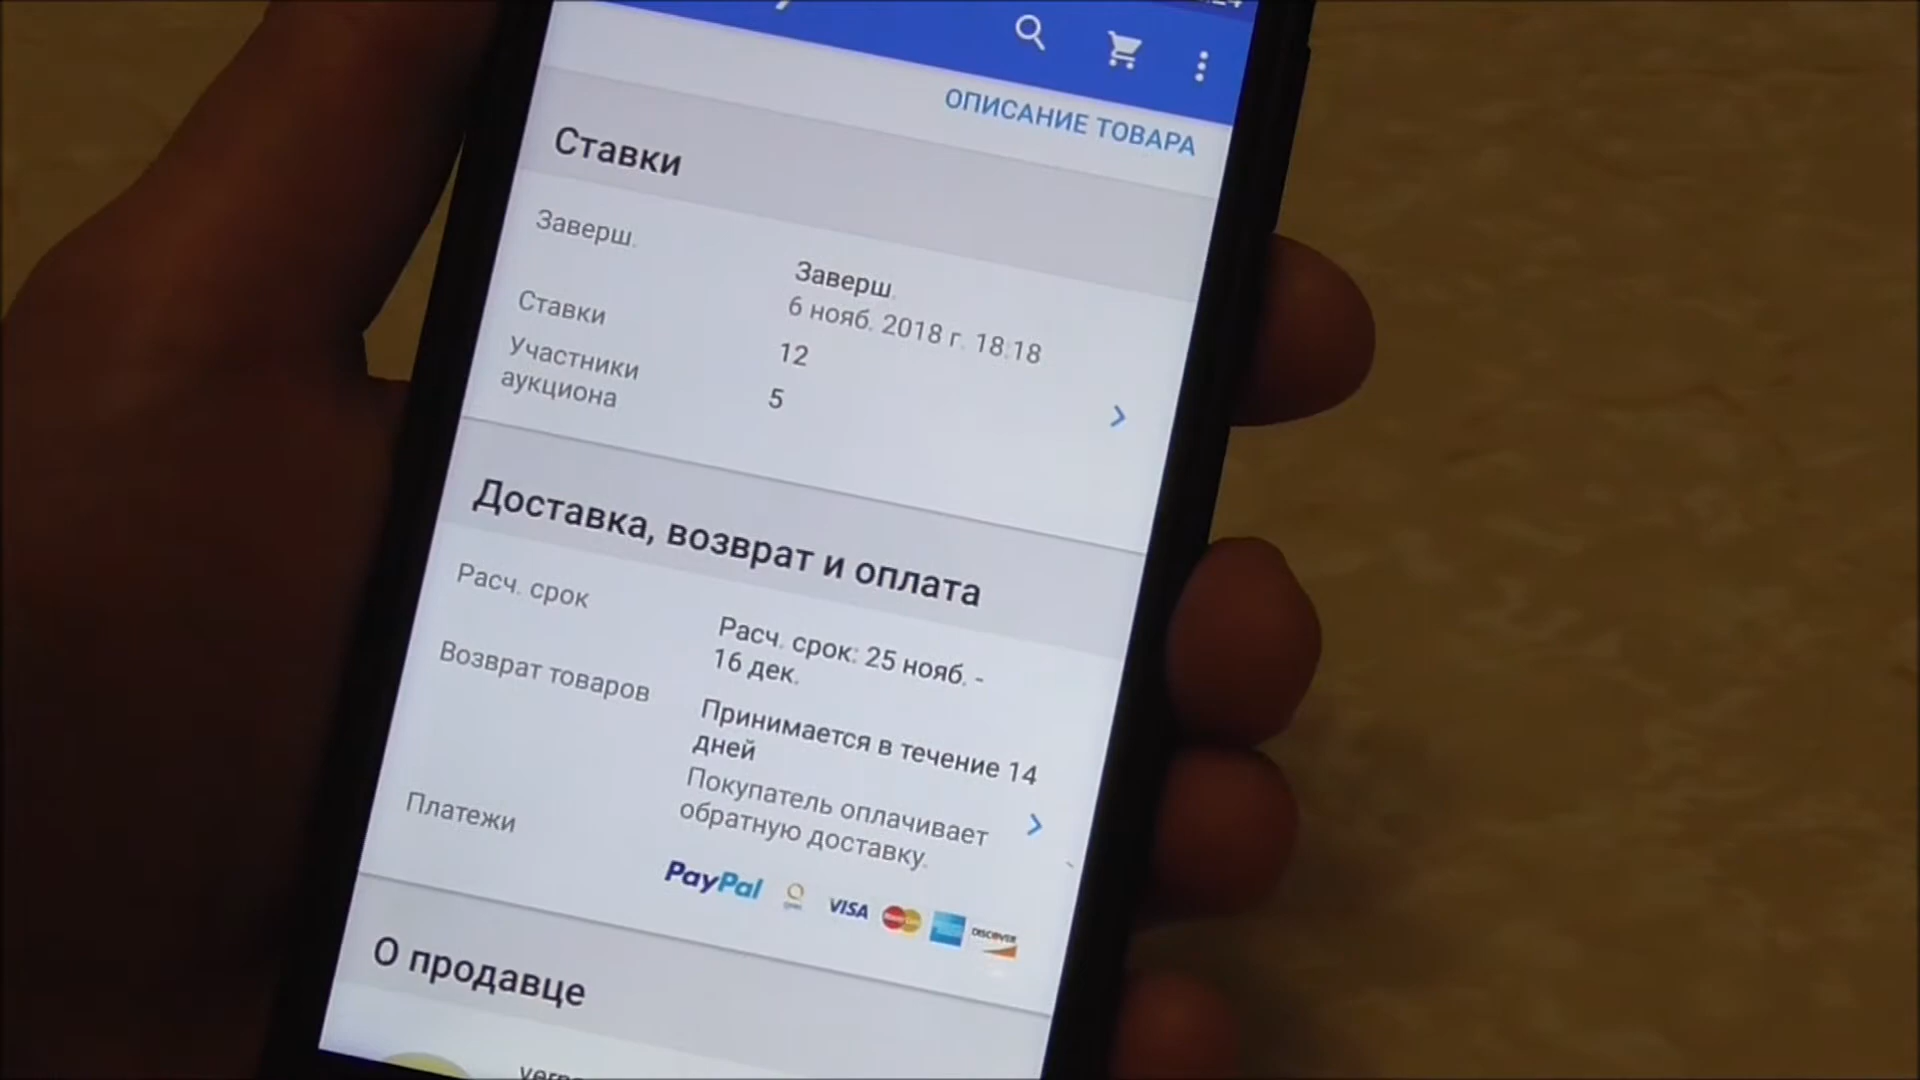 ОПИСАНИЕ ТОВАРА
Ставки
Заверш.
Заверш.
6 нояб. 2018 г. 18:18
Ставки
12
Участники
аукциона
5
Доставка, возврат и оплата
Расч. срок
Расч. срок: 25 нояб. -
16 дек.
Возврат товаров
Принимается в течение 14
дней
Покупатель оплачивает
обратную доставку.
Платежи
PayPal VISA MasterCard DISCOVER
О продавце